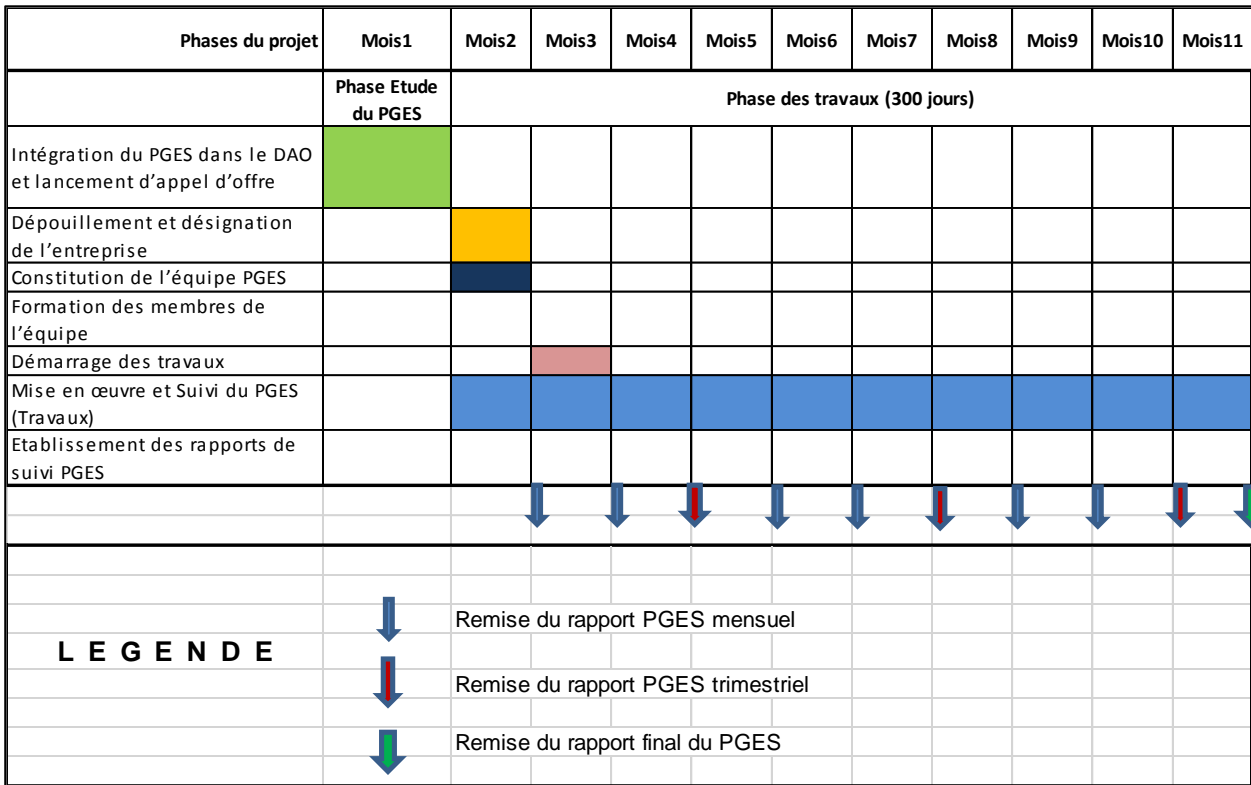 Phases du projet Mois1 Mois2 Mois3 Mois4 Mois5 Mois6 Mois7 Mois8 Mois9 Mois10 Mois11
Phase Etude
du PGES
Phase des travaux (300 jours)
Intégration du PGES dans le DAO
et lancement d'appel d'offre
Dépouillement et désignation
de l'entreprise
Constitution de l'équipe PGES
Formation des membres de
l'équipe
Démarrage des travaux
Mise en œuvre et Suivi du PGES
(Travaux)
Etablissement des rapports de
suivi PGES
L E G E N D E
Remise du rapport PGES mensuel
Remise du rapport PGES trimestriel
Remise du rapport final du PGES